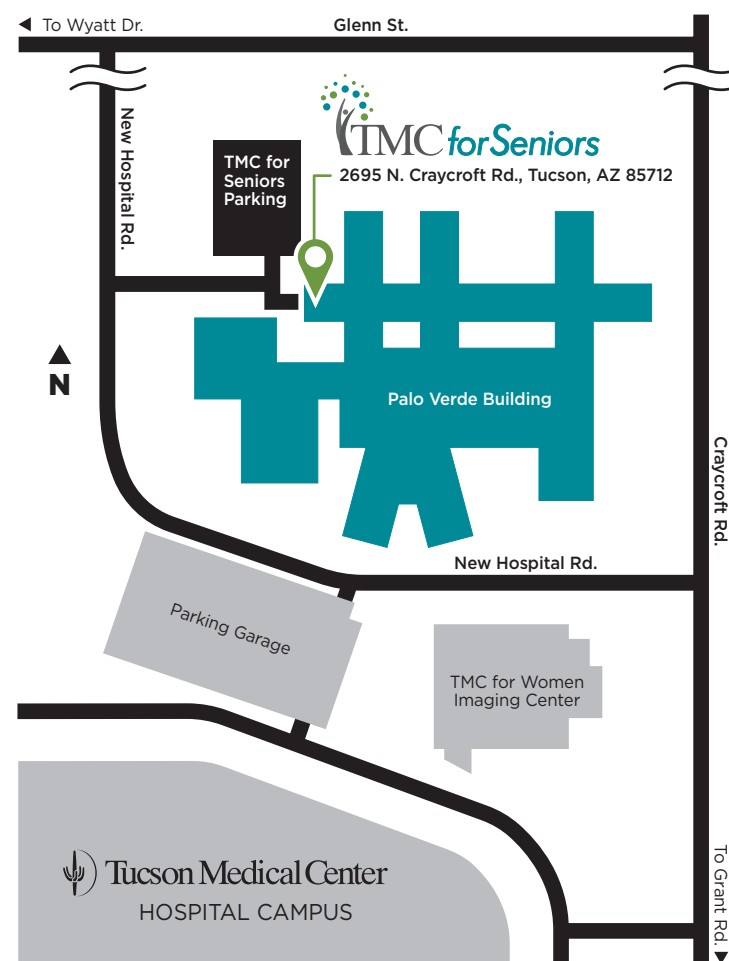 To Wyatt Dr.
Glenn St.
New Hospital Rd.
TMC for Seniors
TMC for
Seniors
Parking
2695 N. Craycroft Rd., Tucson, AZ 85712
N
Palo Verde Building
Craycroft Rd.
New Hospital Rd.
Parking Garage
TMC for Women
Imaging Center
Tucson Medical Center
HOSPITAL CAMPUS
To Grant Rd.